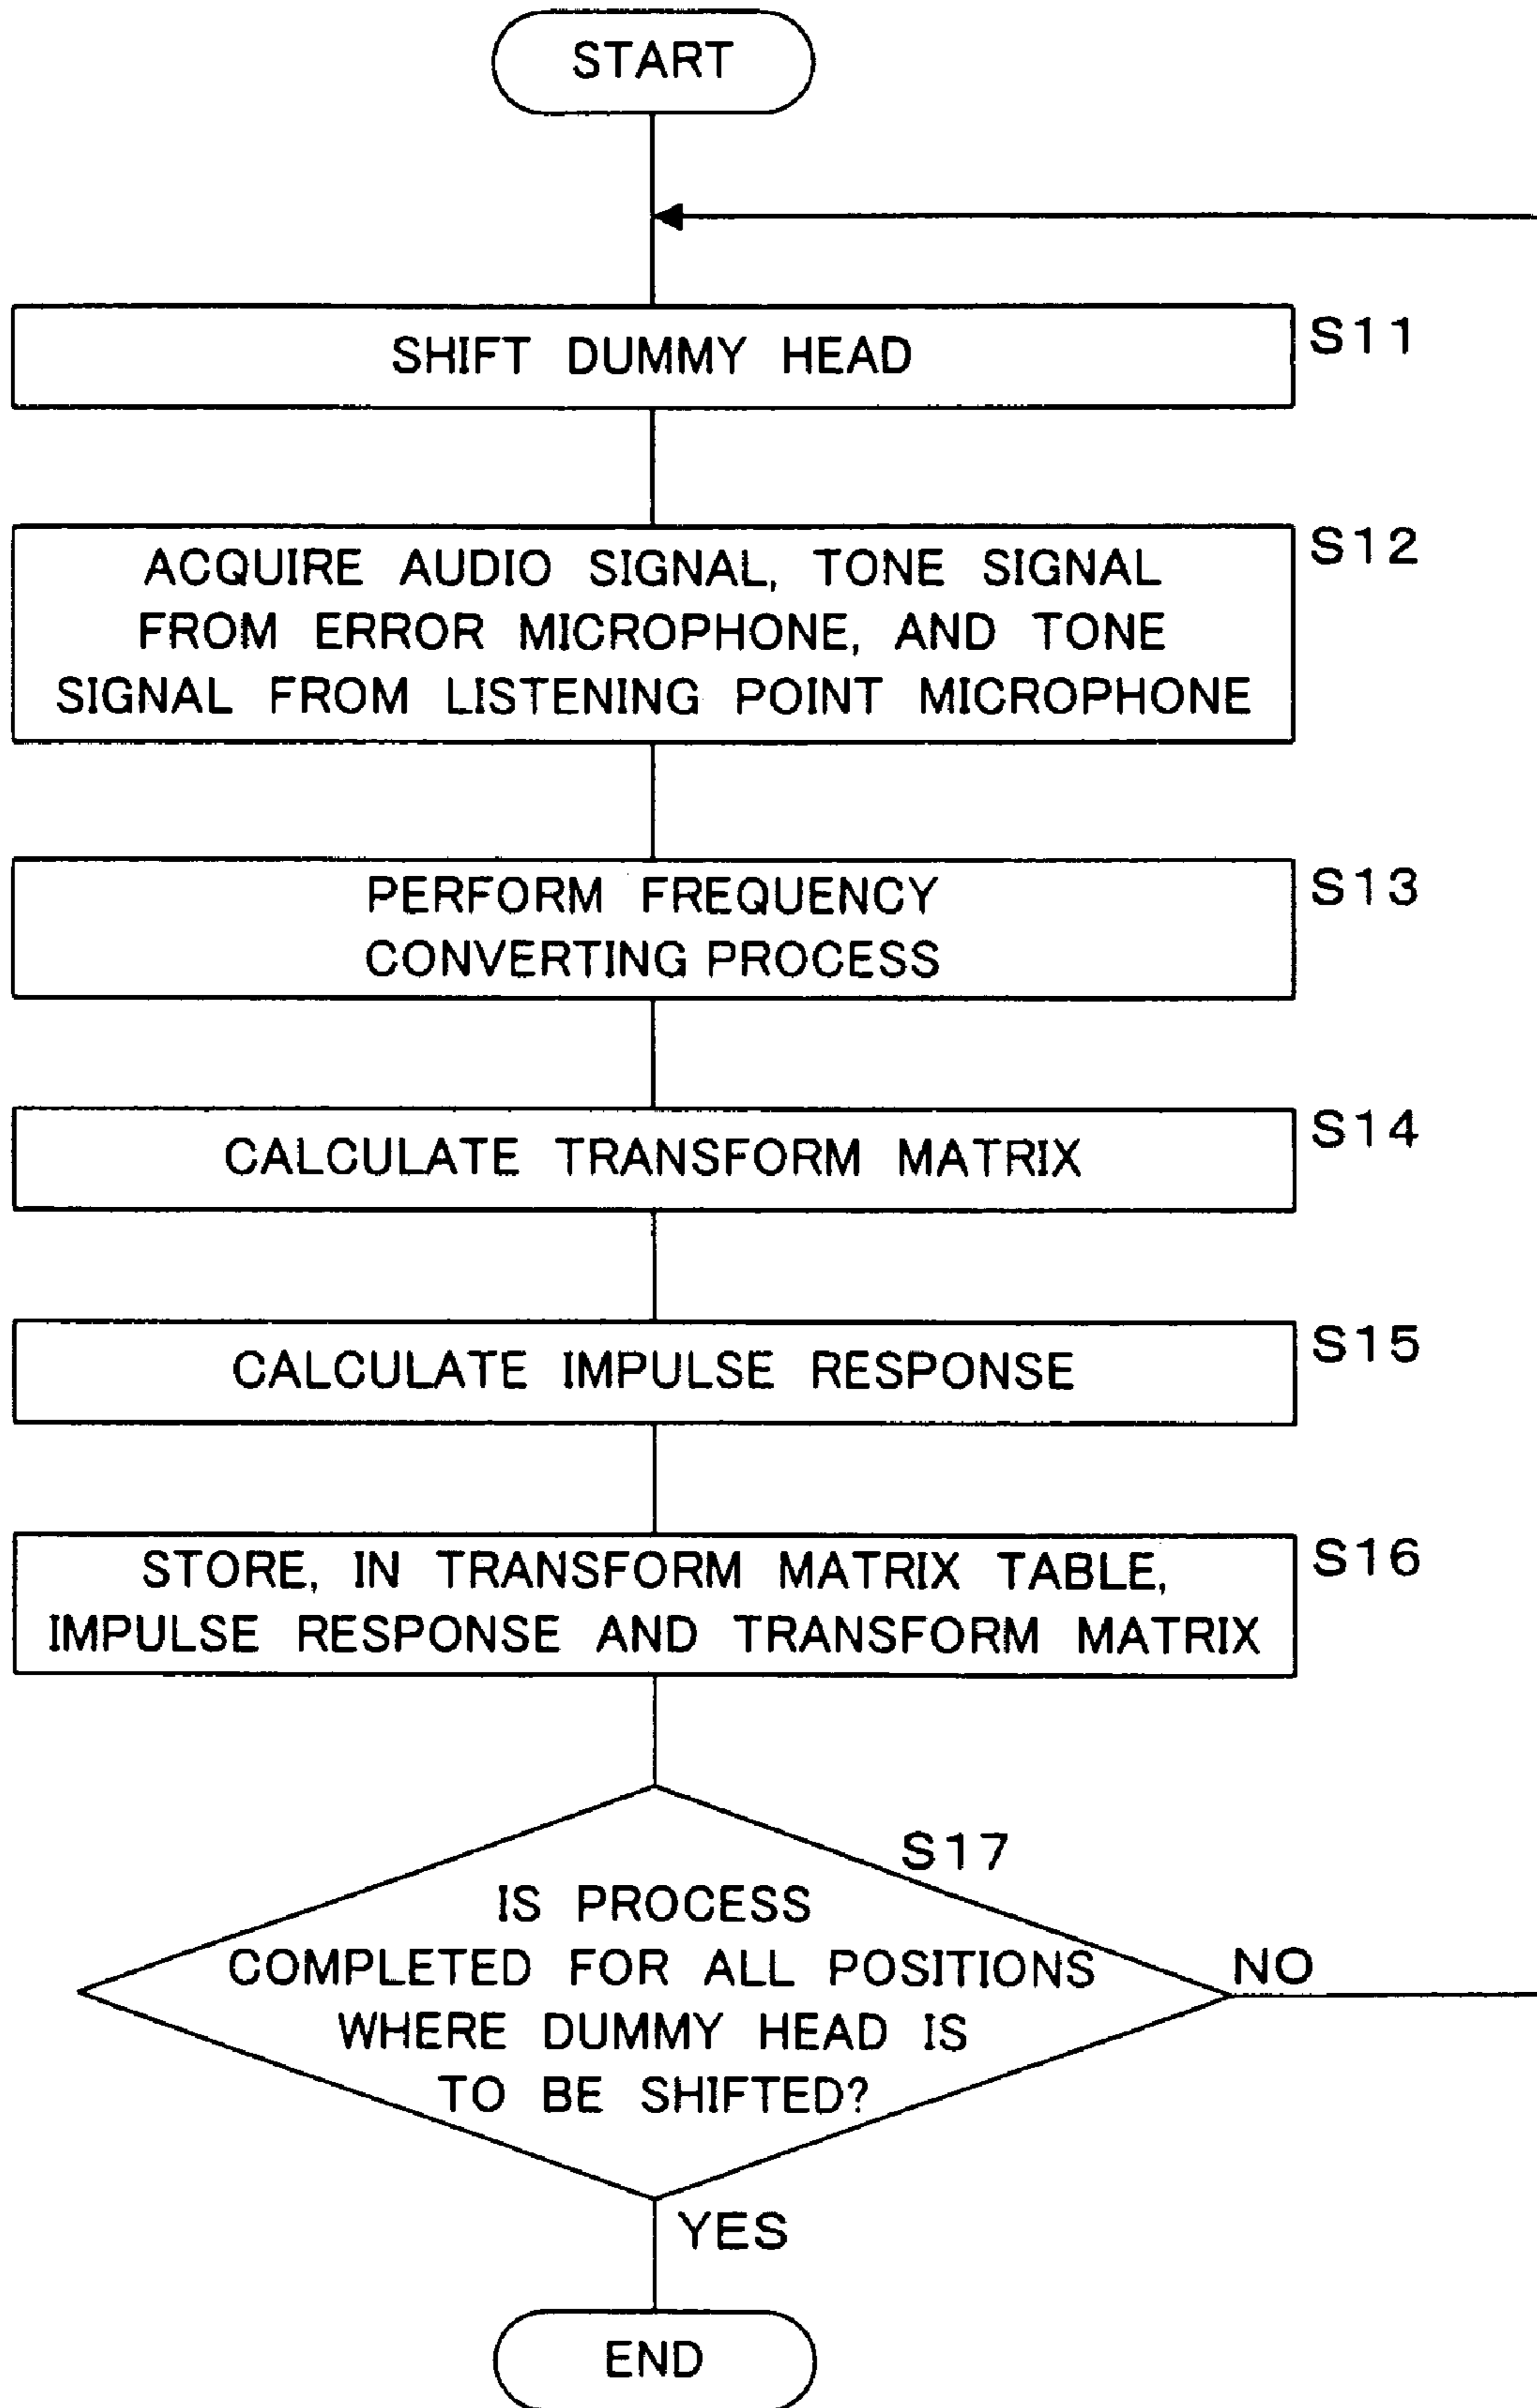 START
SHIFT DUMMY HEAD
S11
ACQUIRE AUDIO SIGNAL, TONE SIGNAL
FROM ERROR MICROPHONE, AND TONE
SIGNAL FROM LISTENING POINT MICROPHONE
S12
PERFORM FREQUENCY
CONVERTING PROCESS
S13
CALCULATE TRANSFORM MATRIX
S14
CALCULATE IMPULSE RESPONSE
S15
STORE, IN TRANSFORM MATRIX TABLE,
IMPULSE RESPONSE AND TRANSFORM MATRIX
S16
S17
IS PROCESS
COMPLETED FOR ALL POSITIONS
WHERE DUMMY HEAD IS
TO BE SHIFTED?
NO
YES
END